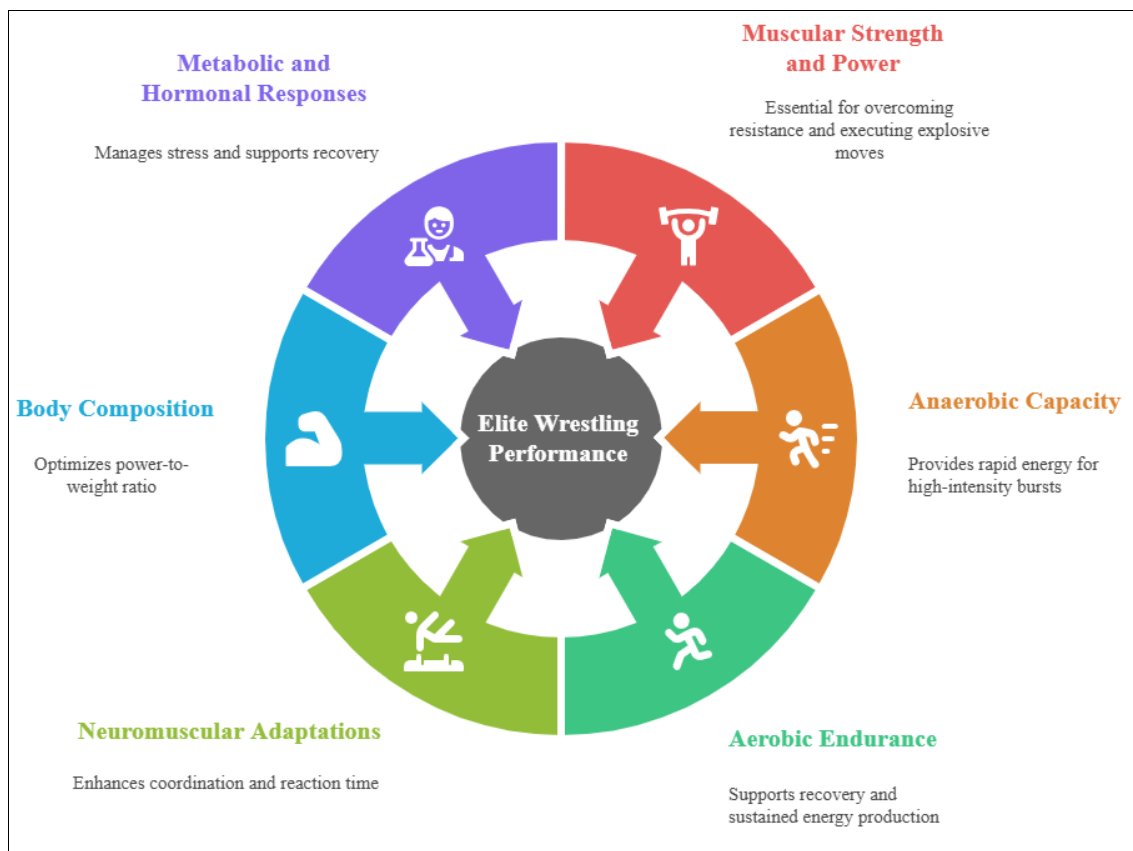 Muscular Strength
and Power
Essential for overcoming
resistance and executing explosive
moves
Metabolic and
Hormonal Responses
Manages stress and supports recovery
Body Composition
Optimizes power-to-
weight ratio
Elite Wrestling
Performance
Anaerobic Capacity
Provides rapid energy for
high-intensity bursts
Neuromuscular Adaptations
Enhances coordination and reaction time
Aerobic Endurance
Supports recovery and
sustained energy production